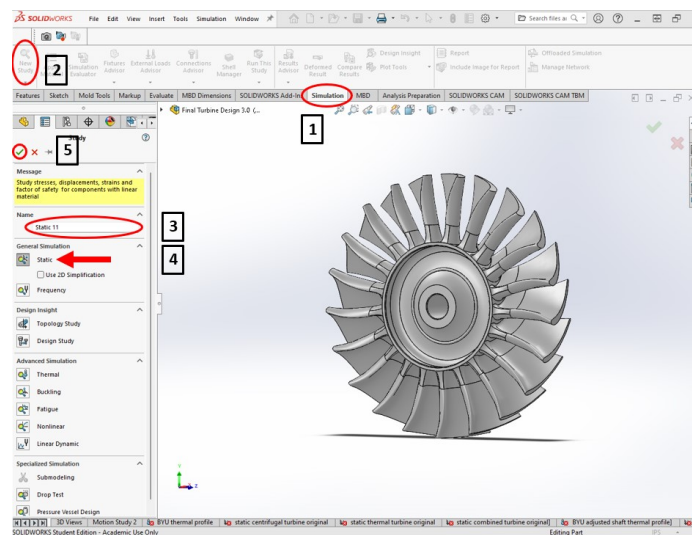 SOLIDWORKS File Edit View Insert Tools Simulation Window Search files a
New Study Simulation Evaluator Fixtures Advisor External Loads Advisor Connections Advisor Shell Manager Run This Study Results Advisor Deformed Result Compare Results Design Insight Plot Tools Report Include Image for Report Offloaded Simulation Manage Network
2
Features Sketch Mold Tools Markup Evaluate MBD Dimensions SOLIDWORKS Add-In Simulation MBD Analysis Preparation SOLIDWORKS CAM SOLIDWORKS CAM TBM
Final Turbine Design 3.0 (...
1
Study
5
Message
Study stresses, displacements, strains and
factor of safety for components with linear
material
Name
Static 11
3
General Simulation
Static
4
Use 2D Simplification
Frequency
Design Insight
Topology Study
Design Study
Advanced Simulation
Thermal
Buckling
Fatigue
Nonlinear
Linear Dynamic
Specialized Simulation
Submodeling
Drop Test
Pressure Vessel Design
Y
Z
3D Views Motion Study 2 BYU thermal profile static centrifugal turbine original static thermal turbine original static combined turbine original] BYU adjusted shaft thermal profile]
SOLIDWORKS Student Edition - Academic Use Only Editing Part IPS